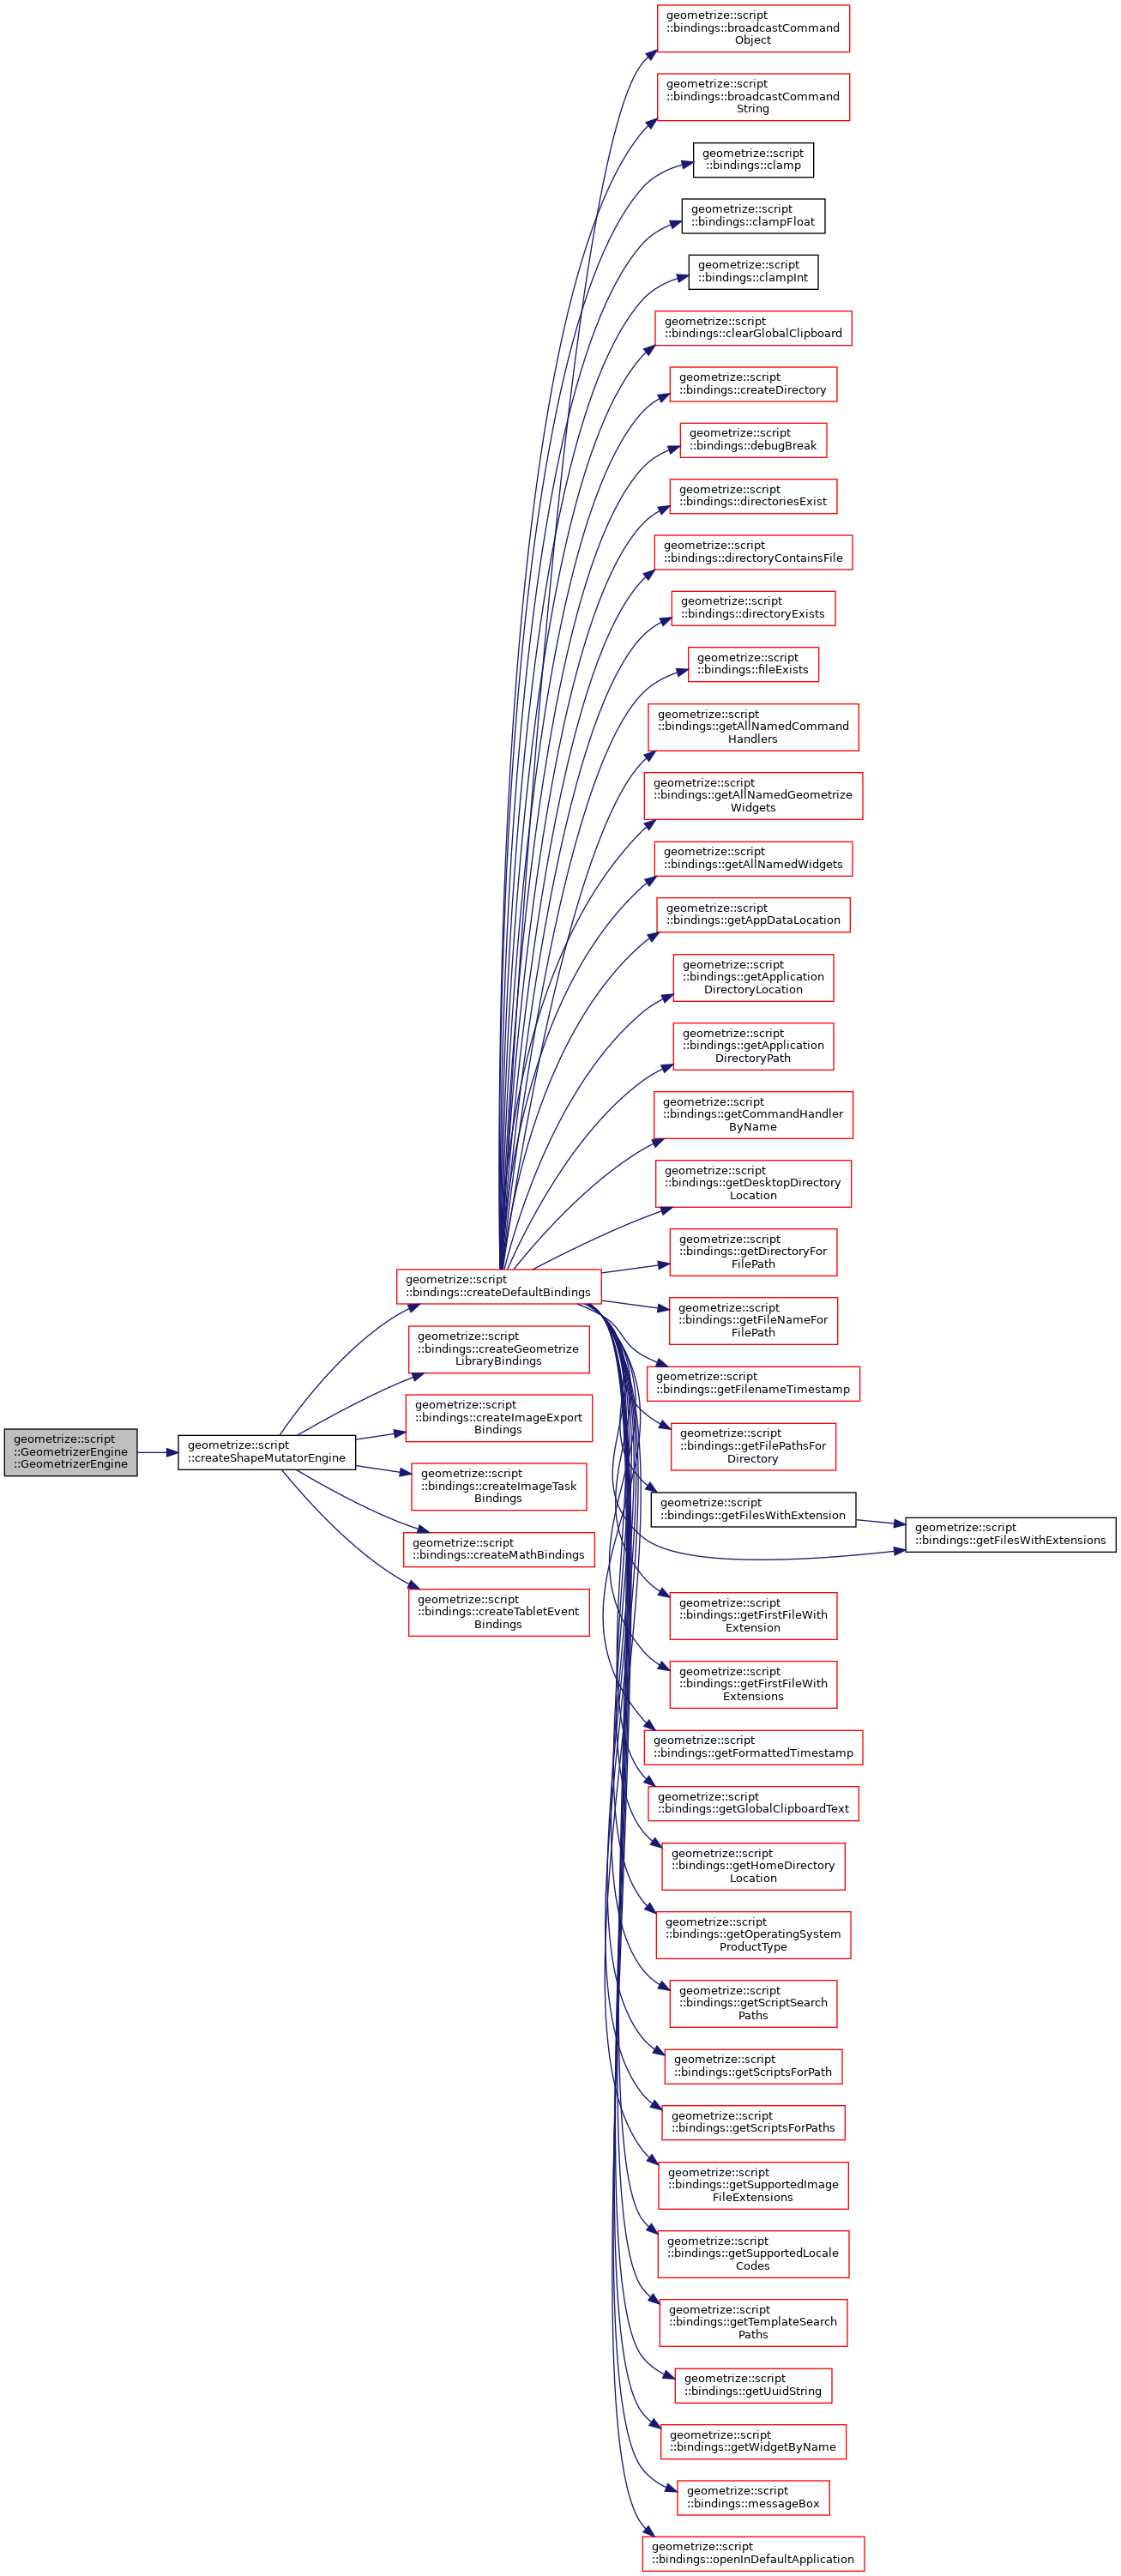 geometrize::script
::bindings::broadcastCommand
Object
geometrize::script
::bindings::broadcastCommand
String
geometrize::script
::bindings::clamp
geometrize::script
::bindings::clampFloat
geometrize::script
::bindings::clampInt
geometrize::script
::bindings::clearGlobalClipboard
geometrize::script
::bindings::createDirectory
geometrize::script
::bindings::debugBreak
geometrize::script
::bindings::directoriesExist
geometrize::script
::bindings::directoryContainsFile
geometrize::script
::bindings::directoryExists
geometrize::script
::bindings::fileExists
geometrize::script
::bindings::getAllNamedCommand
Handlers
geometrize::script
::bindings::getAllNamedGeometrize
Widgets
geometrize::script
::bindings::getAllNamedWidgets
geometrize::script
::bindings::getAppDataLocation
geometrize::script
::bindings::getApplication
DirectoryLocation
geometrize::script
::bindings::getApplication
DirectoryPath
geometrize::script
::bindings::getCommandHandler
ByName
geometrize::script
::bindings::getDesktopDirectory
Location
geometrize::script
::bindings::getDirectoryFor
FilePath
geometrize::script
::bindings::createDefaultBindings
geometrize::script
::bindings::getFileNameFor
FilePath
geometrize::script
::bindings::createGeometrize
LibraryBindings
geometrize::script
::bindings::getFilenameTimestamp
geometrize::script
::bindings::createImageExport
Bindings
geometrize::script
::bindings::getFilePathsFor
Directory
geometrize::script
::GeometrizerEngine
::GeometrizerEngine
geometrize::script
::createShapeMutatorEngine
geometrize::script
::bindings::createImageTask
Bindings
geometrize::script
::bindings::getFilesWithExtension
geometrize::script
::bindings::getFilesWithExtensions
geometrize::script
::bindings::createMathBindings
geometrize::script
::bindings::createTabletEvent
Bindings
geometrize::script
::bindings::getFirstFileWith
Extension
geometrize::script
::bindings::getFirstFileWith
Extensions
geometrize::script
::bindings::getFormattedTimestamp
geometrize::script
::bindings::getGlobalClipboardText
geometrize::script
::bindings::getHomeDirectory
Location
geometrize::script
::bindings::getOperatingSystem
ProductType
geometrize::script
::bindings::getScriptSearch
Paths
geometrize::script
::bindings::getScriptsForPath
geometrize::script
::bindings::getScriptsForPaths
geometrize::script
::bindings::getSupportedImage
FileExtensions
geometrize::script
::bindings::getSupportedLocale
Codes
geometrize::script
::bindings::getTemplateSearch
Paths
geometrize::script
::bindings::getUuidString
geometrize::script
::bindings::getWidgetByName
geometrize::script
::bindings::messageBox
geometrize::script
::bindings::openInDefaultApplication